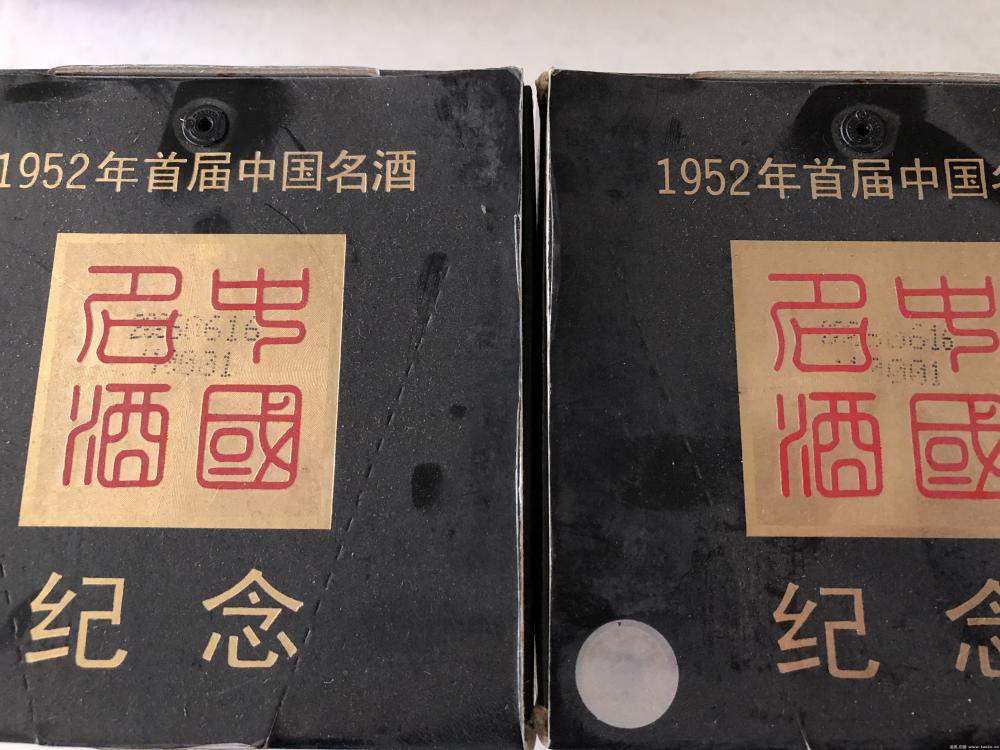 1952年首届中国名酒
中國
名酒
纪念
1952年首届中国
中國
名酒
纪